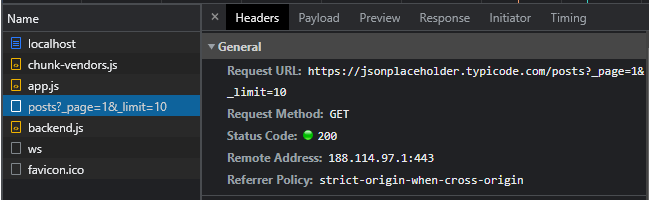 Name
localhost
chunk-vendors.js
app.js
posts?_page=1&_limit=10
backend.js
ws
favicon.ico
× Headers Payload Preview Response Initiator Timing
▼ General
Request URL: https://jsonplaceholder.typicode.com/posts?_page=1&
_limit=10
Request Method: GET
Status Code: 200
Remote Address: 188.114.97.1:443
Referrer Policy: strict-origin-when-cross-origin